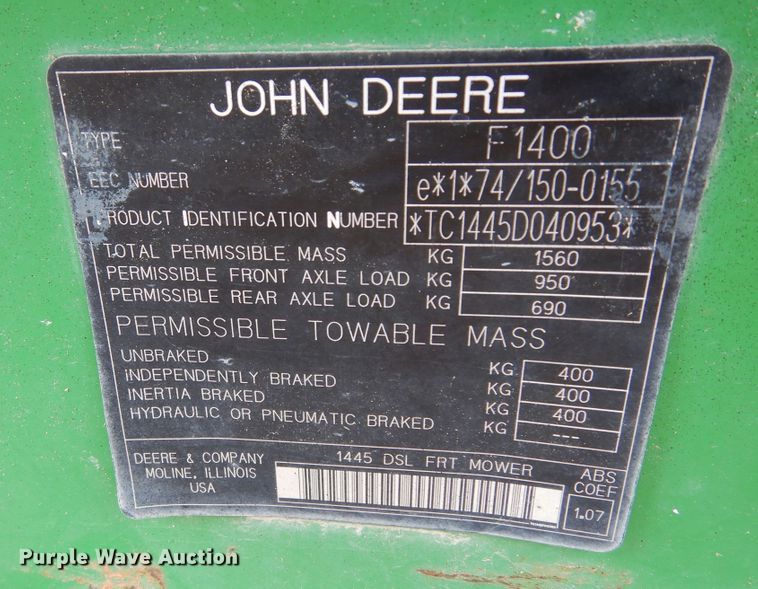 JOHN DEERE
TYPE F1400
EEC NUMBER e*1*74/150-0155
PRODUCT IDENTIFICATION NUMBER *TC1445D040953*
TOTAL PERMISSIBLE MASS KG 1560
PERMISSIBLE FRONT AXLE LOAD KG 950
PERMISSIBLE REAR AXLE LOAD KG 690
PERMISSIBLE TOWABLE MASS
UNBRAKED KG 400
INDEPENDENTLY BRAKED KG 400
INERTIA BRAKED KG 400
HYDRAULIC OR PNEUMATIC BRAKED KG ---
DEERE & COMPANY
MOLINE, ILLINOIS
USA
1445 DSL FRT MOWER
ABS
COEF
1.07
Purple Wave Auction